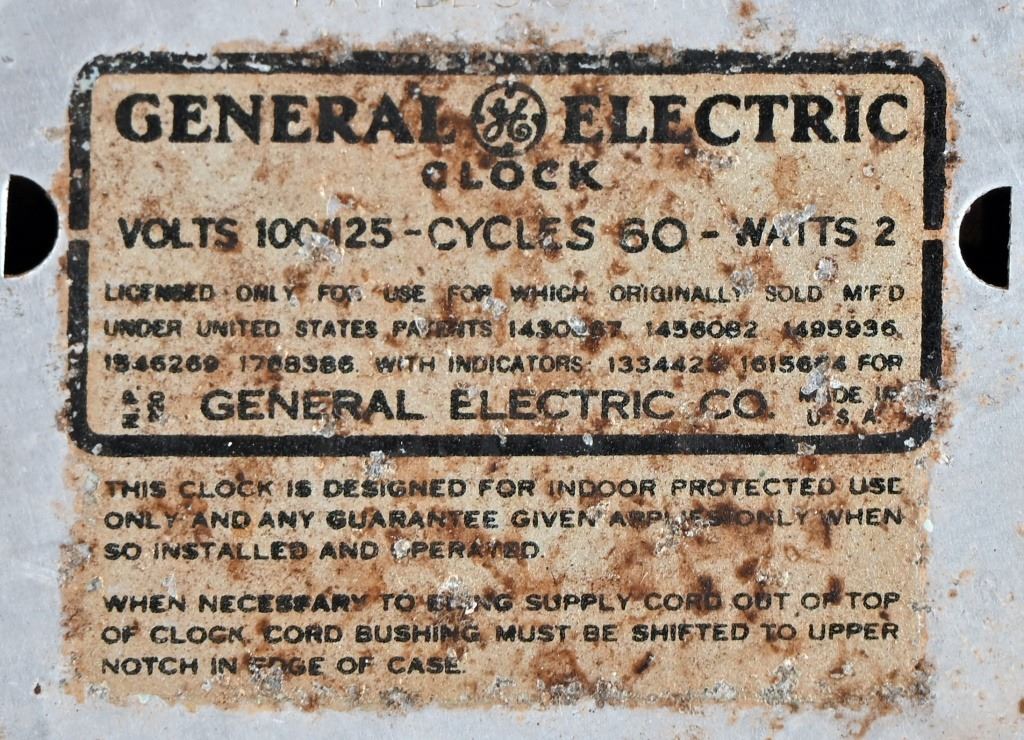 GENERAL GE ELECTRIC
CLOCK
VOLTS 100/125 - CYCLES 60 - WATTS 2
LICENSED ONLY FOR USE FOR WHICH ORIGINALLY SOLD M'F'D
UNDER UNITED STATES PATENTS 1456082 1495936
1546269 1768386. WITH INDICATORS: FOR
GENERAL ELECTRIC CO. MADE IN
U.S.A.
THIS CLOCK IS DESIGNED FOR INDOOR PROTECTED USE
ONLY AND ANY GUARANTEE GIVEN APPLIES ONLY WHEN
SO INSTALLED AND OPERATED.
WHEN NECESSARY TO BRING SUPPLY CORD OUT OF TOP
OF CLOCK, CORD BUSHING MUST BE SHIFTED TO UPPER
NOTCH IN EDGE OF CASE.